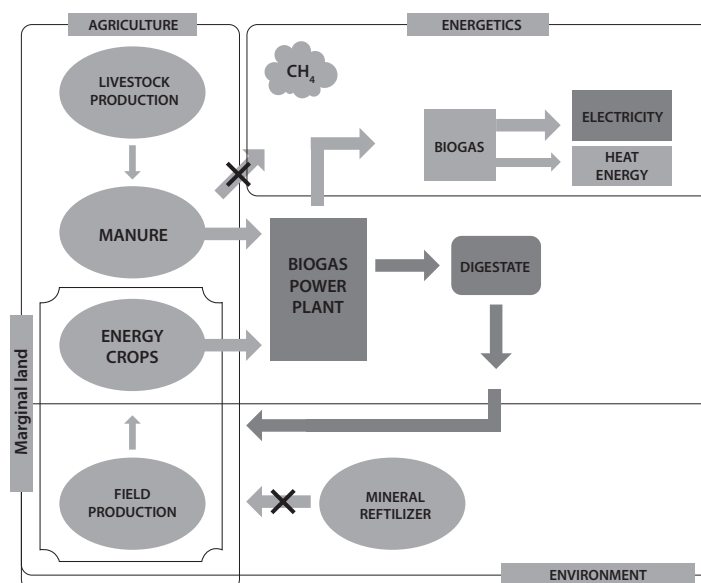 AGRICULTURE
ENERGETICS
LIVESTOCK
PRODUCTION
CH4
BIOGAS
ELECTRICITY
HEAT
ENERGY
MANURE
BIOGAS
POWER
PLANT
DIGESTATE
ENERGY
CROPS
Marginal land
FIELD
PRODUCTION
MINERAL
REFTILIZER
ENVIRONMENT